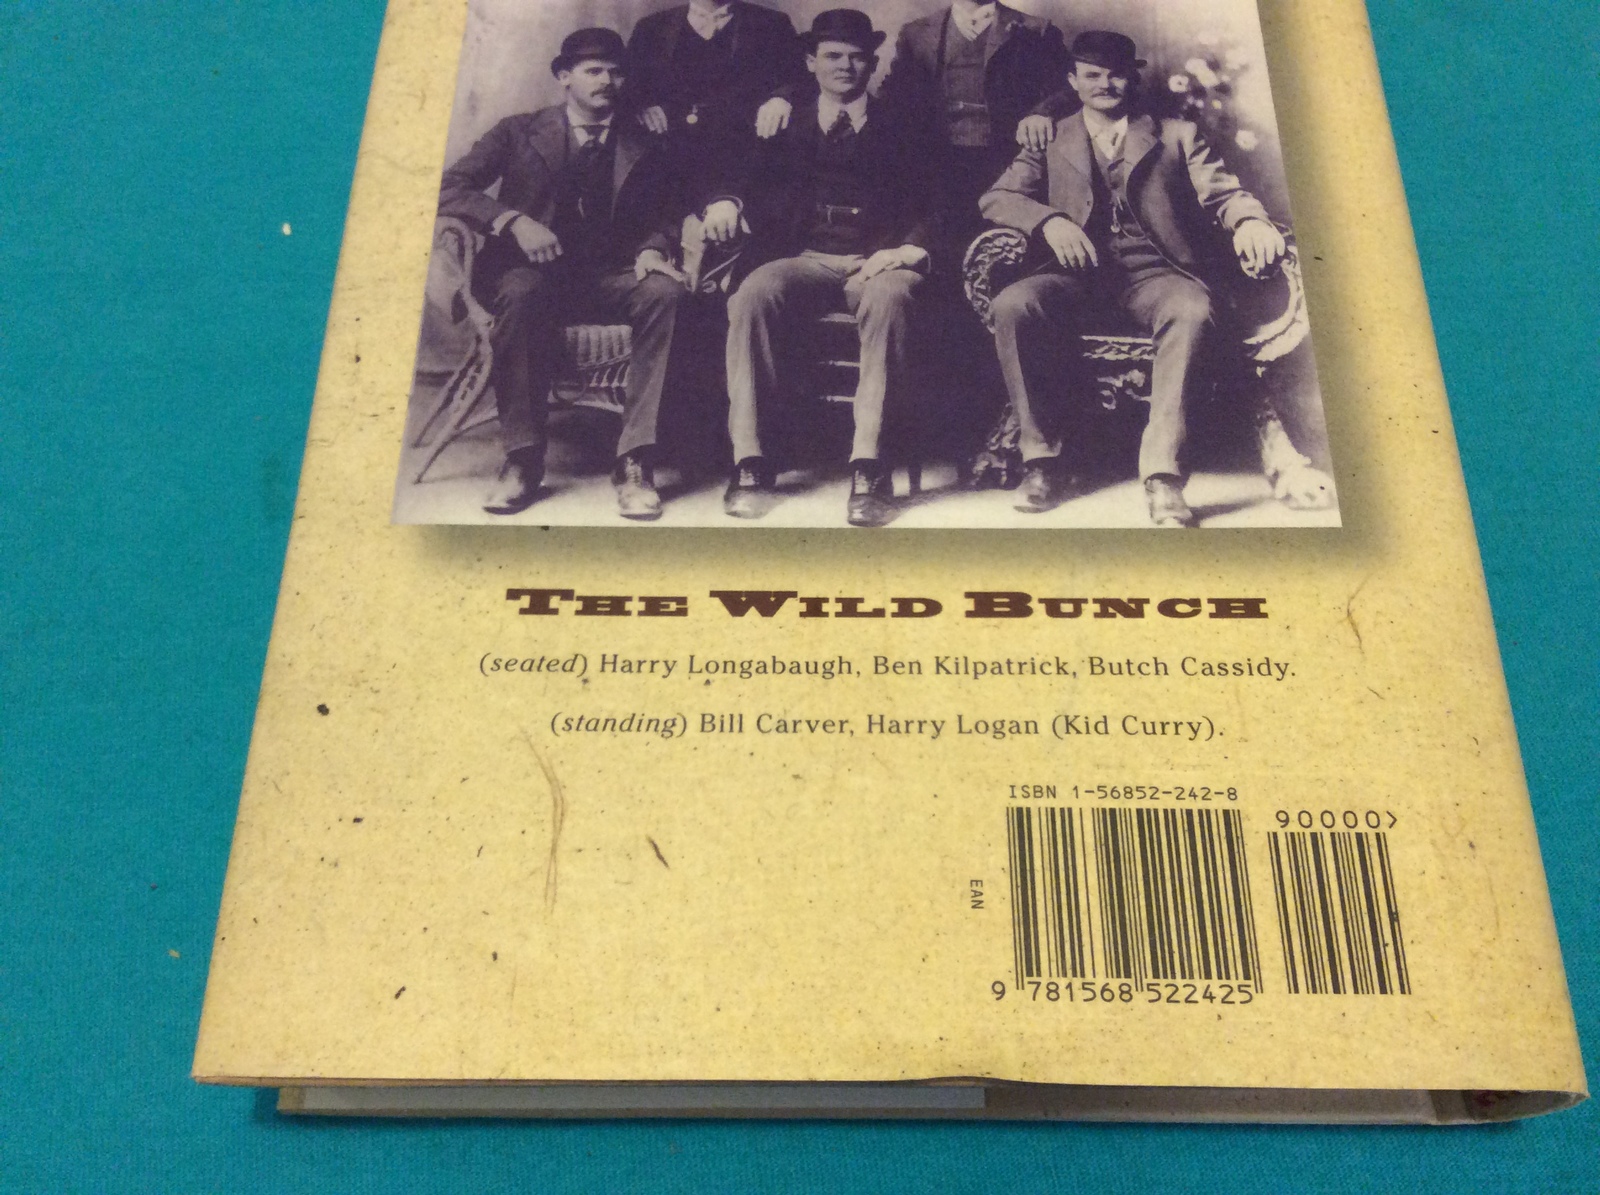 THE WILD BUNCH
(seated) Harry Longabaugh, Ben Kilpatrick, Butch Cassidy.
(standing) Bill Carver, Harry Logan (Kid Curry).
ISBN 1-56852-242-8
90000>
EAN
9 781568 522425